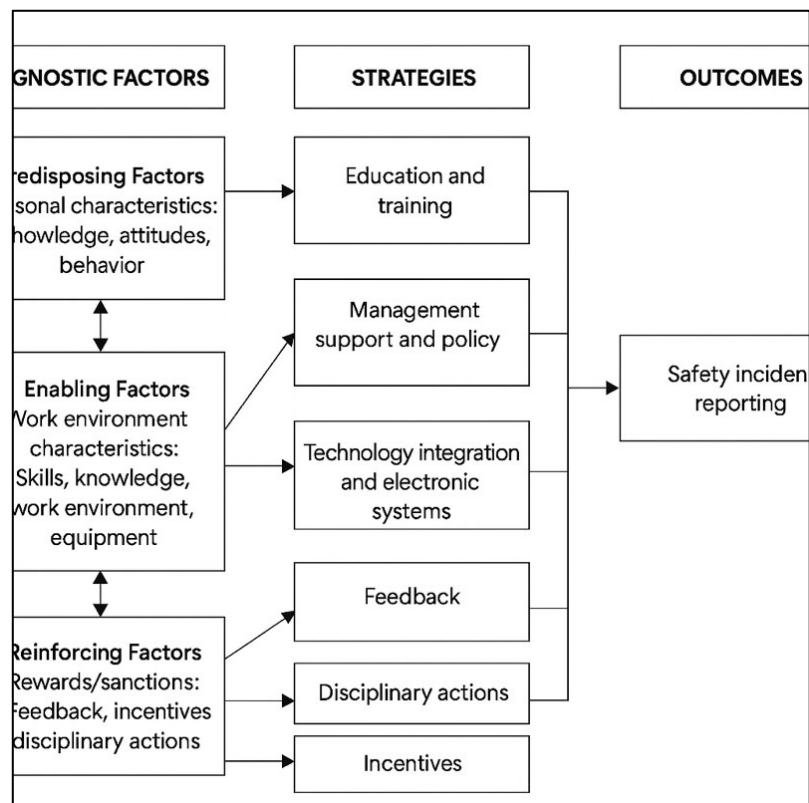 GNOSTIC FACTORS
STRATEGIES
OUTCOMES
redisposing Factors
sonal characteristics:
nowledge, attitudes,
behavior
Education and
training
Management
support and policy
Enabling Factors
Work environment
characteristics:
Skills, knowledge,
work environment,
equipment
Technology integration
and electronic
systems
Safety inciden
reporting
Reinforcing Factors
Rewards/sanctions:
Feedback, incentives
disciplinary actions
Feedback
Disciplinary actions
Incentives